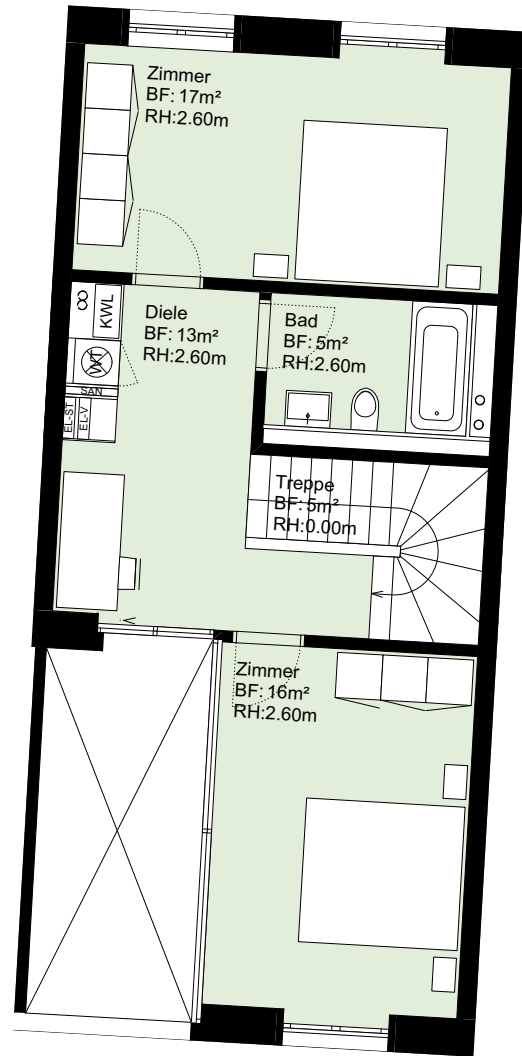 Zimmer
BF: 17m²
RH:2.60m
KWL
Diele
BF: 13m²
RH:2.60m
Bad
BF: 5m²
RH:2.60m
WT
SAN
EL-ST
EL-V
Treppe
BF: 5m²
RH:0.00m
Zimmer
BF: 16m²
RH:2.60m